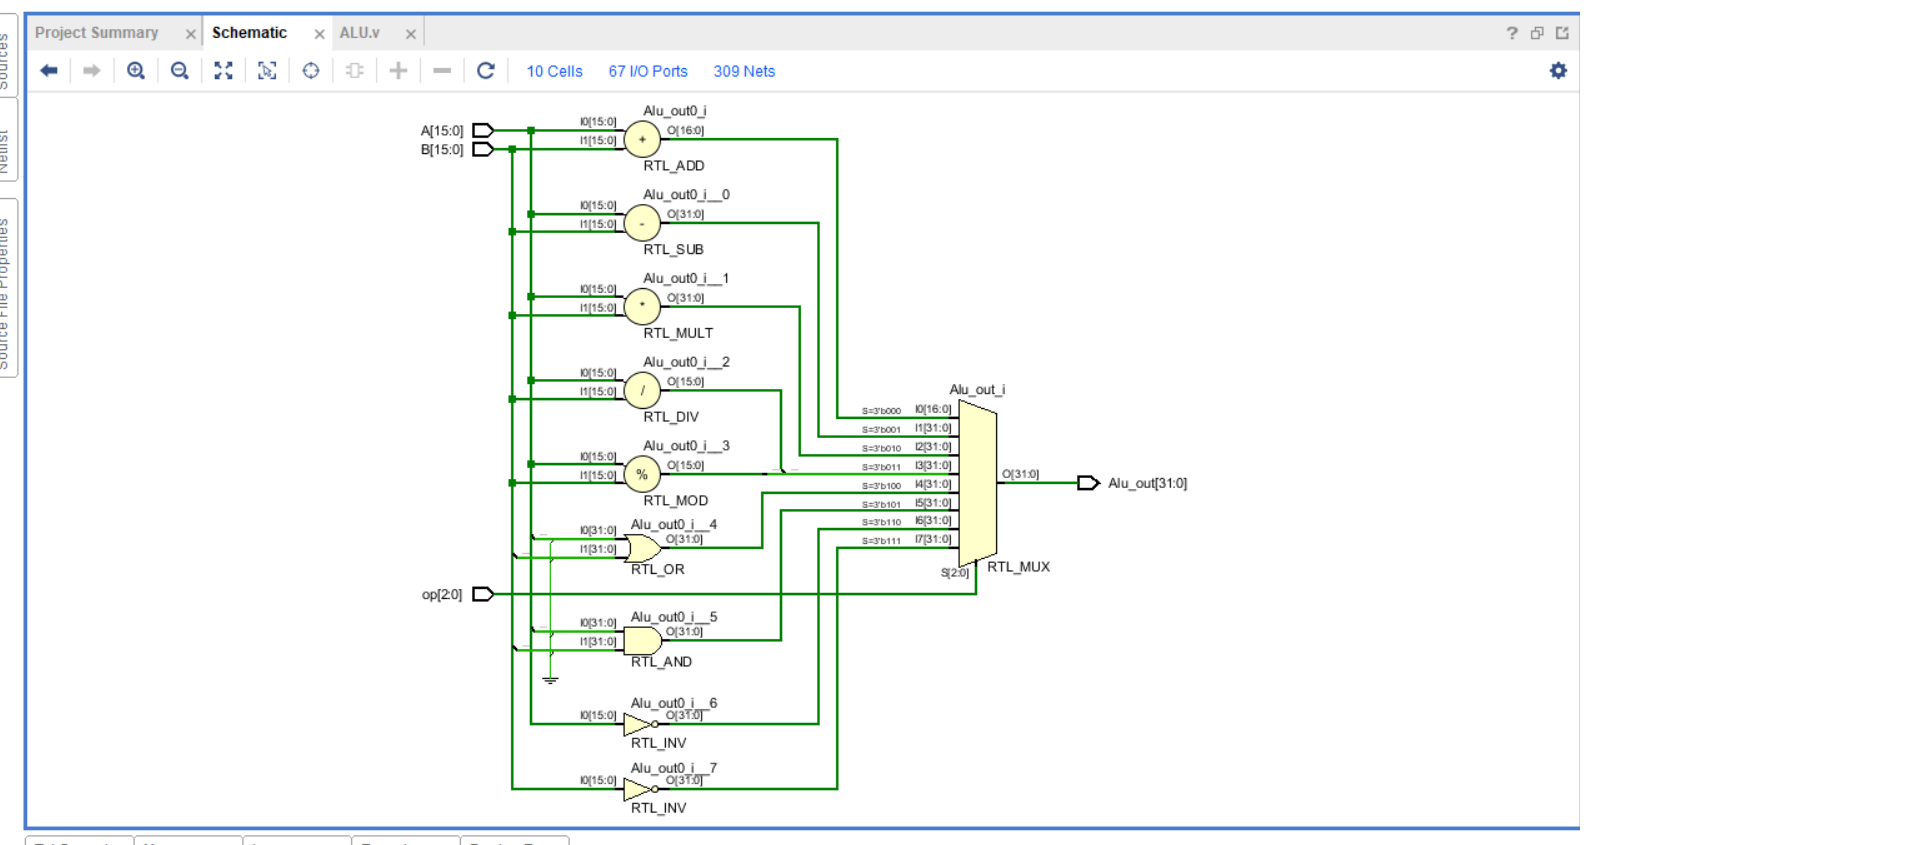 Project Summary
Schematic
ALU.v
10 Cells
67 I/O Ports
309 Nets
Sources
Netlist
Source File Properties
A[15:0]
B[15:0]
Alu_out0_i
I0[15:0]
I1[15:0]
O[16:0]
+
RTL_ADD
Alu_out0_i__0
I0[15:0]
I1[15:0]
O[31:0]
-
RTL_SUB
Alu_out0_i__1
I0[15:0]
I1[15:0]
O[31:0]
*
RTL_MULT
Alu_out0_i__2
I0[15:0]
I1[15:0]
O[15:0]
/
RTL_DIV
Alu_out0_i__3
I0[15:0]
I1[15:0]
O[15:0]
%
RTL_MOD
Alu_out0_i__4
I0[31:0]
I1[31:0]
O[31:0]
RTL_OR
op[2:0]
Alu_out0_i__5
I0[31:0]
I1[31:0]
O[31:0]
RTL_AND
Alu_out0_i__6
I0[15:0]
O[31:0]
RTL_INV
Alu_out0_i__7
I0[15:0]
O[31:0]
RTL_INV
Alu_out_i
S=3'b000 I0[16:0]
S=3'b001 I1[31:0]
S=3'b010 I2[31:0]
S=3'b011 I3[31:0]
S=3'b100 I4[31:0]
S=3'b101 I5[31:0]
S=3'b110 I6[31:0]
S=3'b111 I7[31:0]
S[2:0]
RTL_MUX
O[31:0]
Alu_out[31:0]